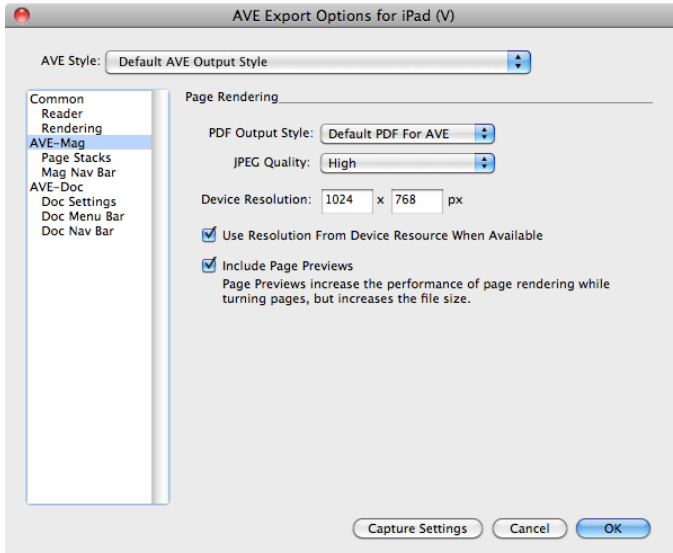 AVE Export Options for iPad (V)
AVE Style: Default AVE Output Style
Common
Reader
Rendering
AVE-Mag
Page Stacks
Mag Nav Bar
AVE-Doc
Doc Settings
Doc Menu Bar
Doc Nav Bar
Page Rendering
PDF Output Style: Default PDF For AVE
JPEG Quality: High
Device Resolution: 1024 x 768 px
Use Resolution From Device Resource When Available
Include Page Previews
Page Previews increase the performance of page rendering while
turning pages, but increases the file size.
Capture Settings Cancel OK